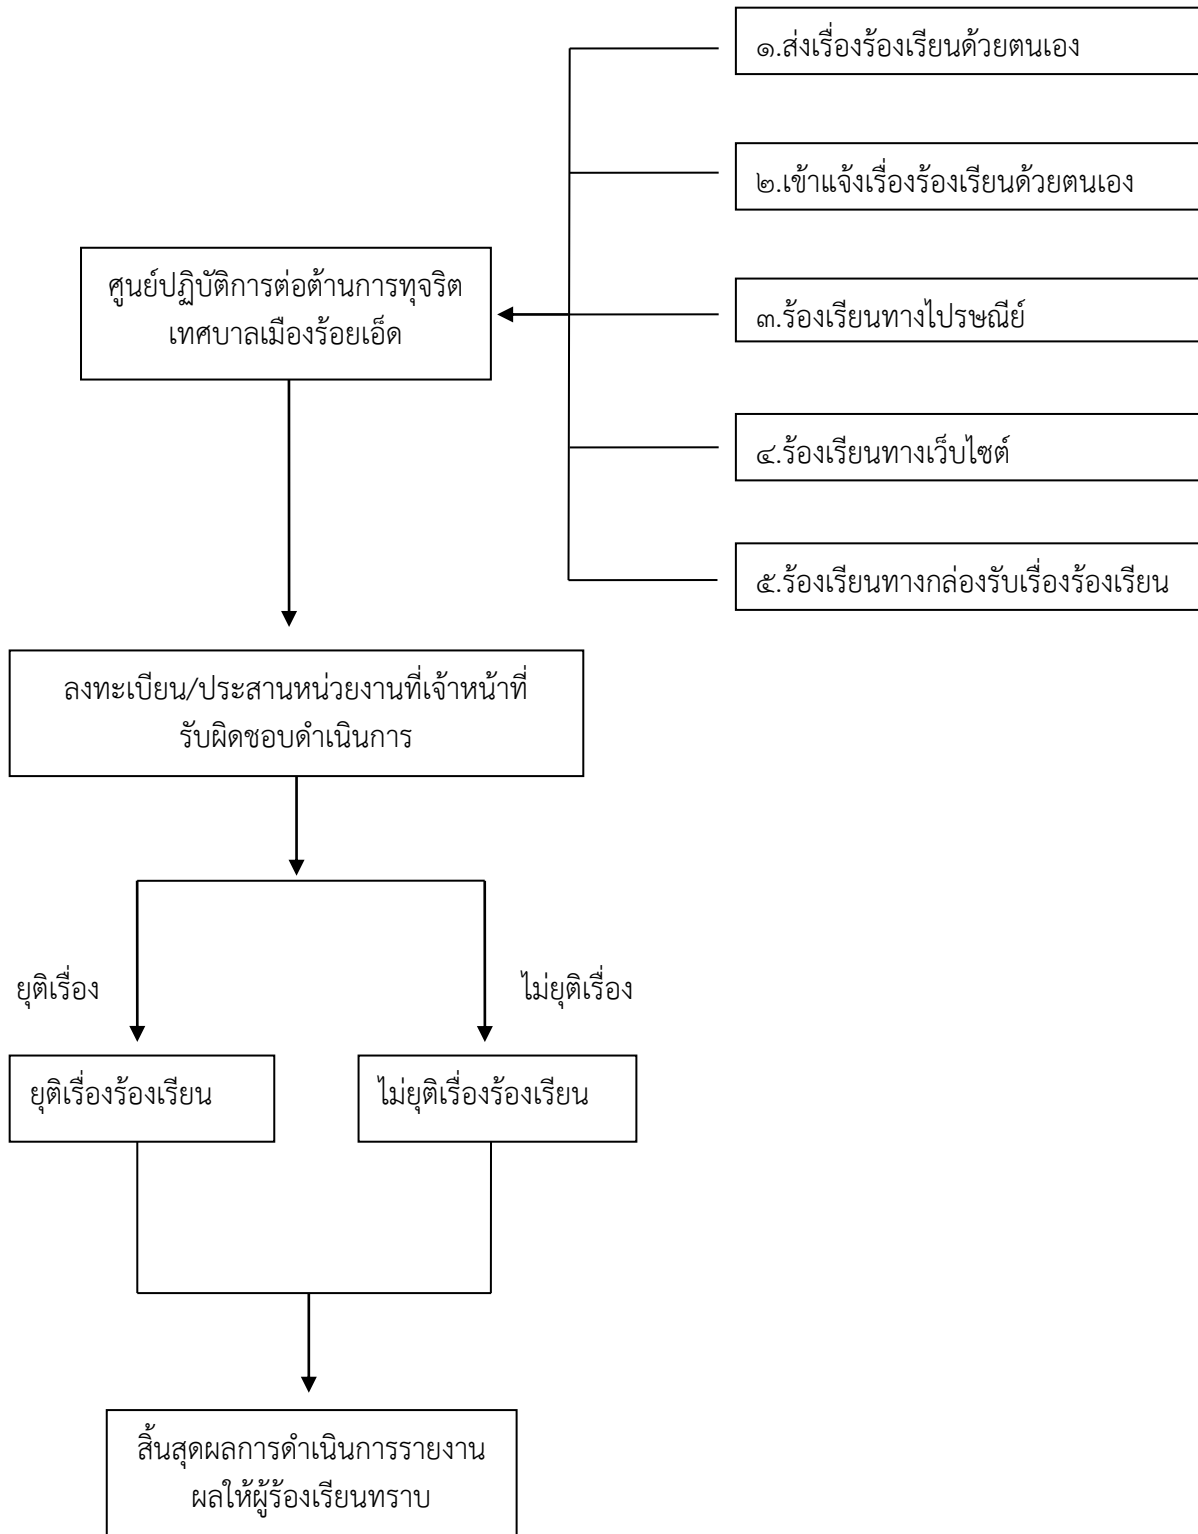 ๑.ส่งเรื่องร้องเรียนด้วยตนเอง
๒.เข้าแจ้งเรื่องร้องเรียนด้วยตนเอง
ศูนย์ปฏิบัติการต่อต้านการทุจริต
เทศบาลเมืองร้อยเอ็ด
๓.ร้องเรียนทางไปรษณีย์
๔.ร้องเรียนทางเว็บไซต์
๕.ร้องเรียนทางกล่องรับเรื่องร้องเรียน
ลงทะเบียน/ประสานหน่วยงานที่เจ้าหน้าที่
รับผิดชอบดำเนินการ
ยุติเรื่อง
ไม่ยุติเรื่อง
ยุติเรื่องร้องเรียน
ไม่ยุติเรื่องร้องเรียน
สิ้นสุดผลการดำเนินการรายงาน
ผลให้ผู้ร้องเรียนทราบ